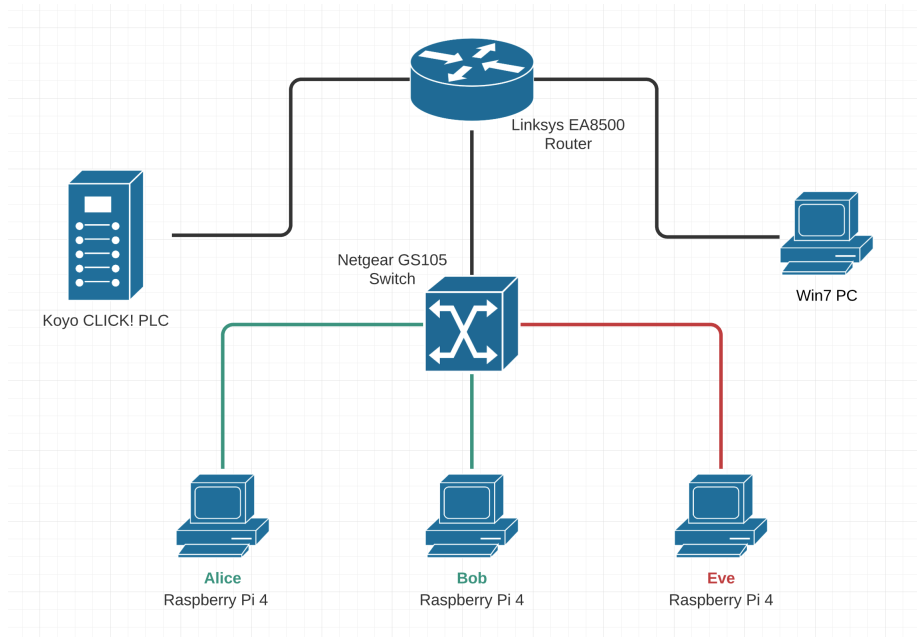 Linksys EA8500
Router
Netgear GS105
Switch
Koyo CLICK! PLC
Win7 PC
Alice
Raspberry Pi 4
Bob
Raspberry Pi 4
Eve
Raspberry Pi 4